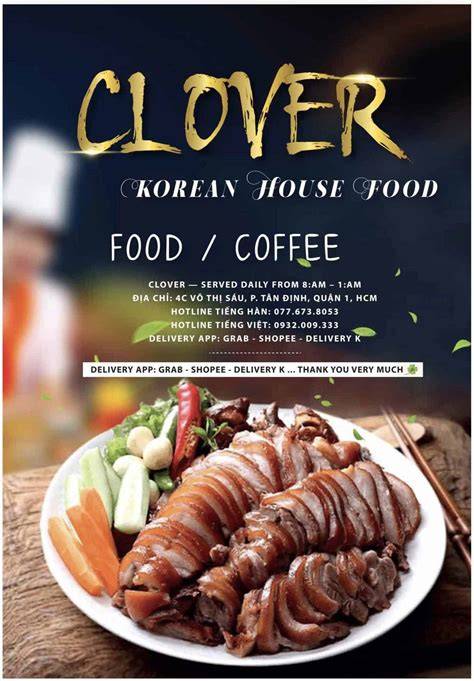 CLOVER
KOREAN HOUSE FOOD
FOOD / COFFEE
CLOVER — SERVED DAILY FROM 8:AM – 1:AM
ĐỊA CHỈ: 4C VÕ THỊ SÁU, P. TÂN ĐỊNH, QUẬN 1, HCM
HOTLINE TIẾNG HÀN: 077.673.8053
HOTLINE TIẾNG VIỆT: 0932.009.333
DELIVERY APP: GRAB - SHOPEE - DELIVERY K
DELIVERY APP: GRAB - SHOPEE - DELIVERY K ... THANK YOU VERY MUCH